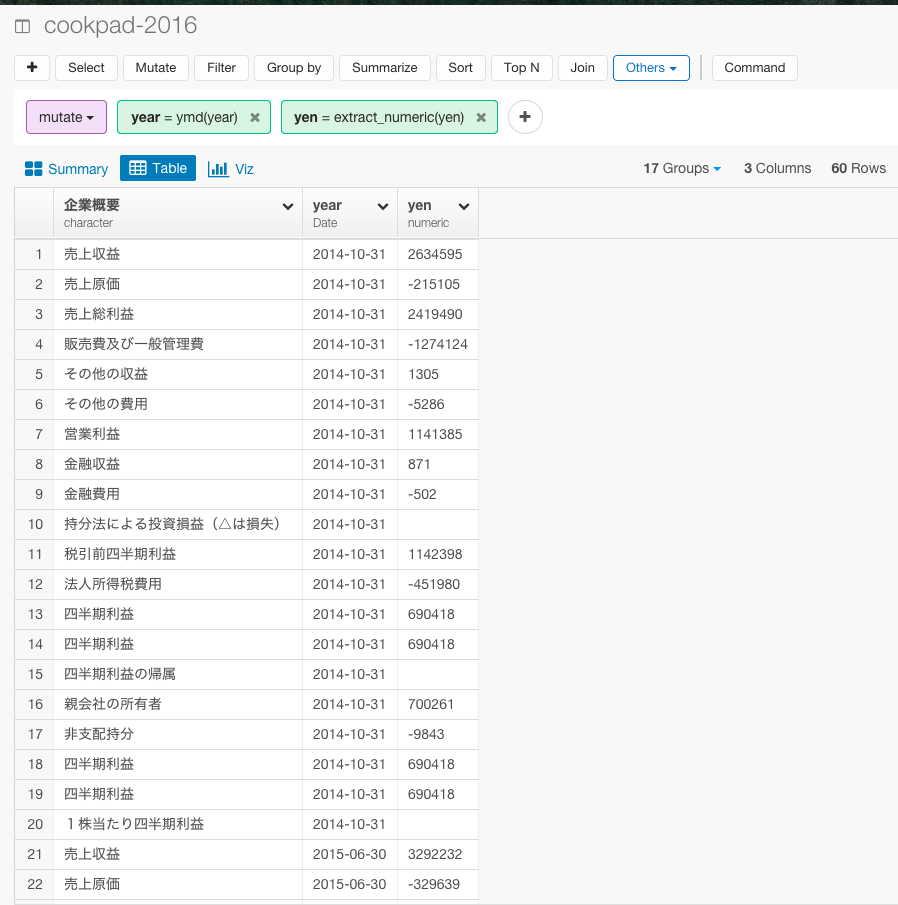 cookpad-2016
Select Mutate Filter Group by Summarize Sort Top N Join Others Command
mutate year = ymd(year) yen = extract_numeric(yen)
Summary Table Viz 17 Groups 3 Columns 60 Rows
企業概要 year yen
character Date numeric
1 売上収益 2014-10-31 2634595
2 売上原価 2014-10-31 -215105
3 売上総利益 2014-10-31 2419490
4 販売費及び一般管理費 2014-10-31 -1274124
5 その他の収益 2014-10-31 1305
6 その他の費用 2014-10-31 -5286
7 営業利益 2014-10-31 1141385
8 金融収益 2014-10-31 871
9 金融費用 2014-10-31 -502
10 持分法による投資損益（△は損失） 2014-10-31
11 税引前四半期利益 2014-10-31 1142398
12 法人所得税費用 2014-10-31 -451980
13 四半期利益 2014-10-31 690418
14 四半期利益 2014-10-31 690418
15 四半期利益の帰属 2014-10-31
16 親会社の所有者 2014-10-31 700261
17 非支配持分 2014-10-31 -9843
18 四半期利益 2014-10-31 690418
19 四半期利益 2014-10-31 690418
20 １株当たり四半期利益 2014-10-31
21 売上収益 2015-06-30 3292232
22 売上原価 2015-06-30 -329639